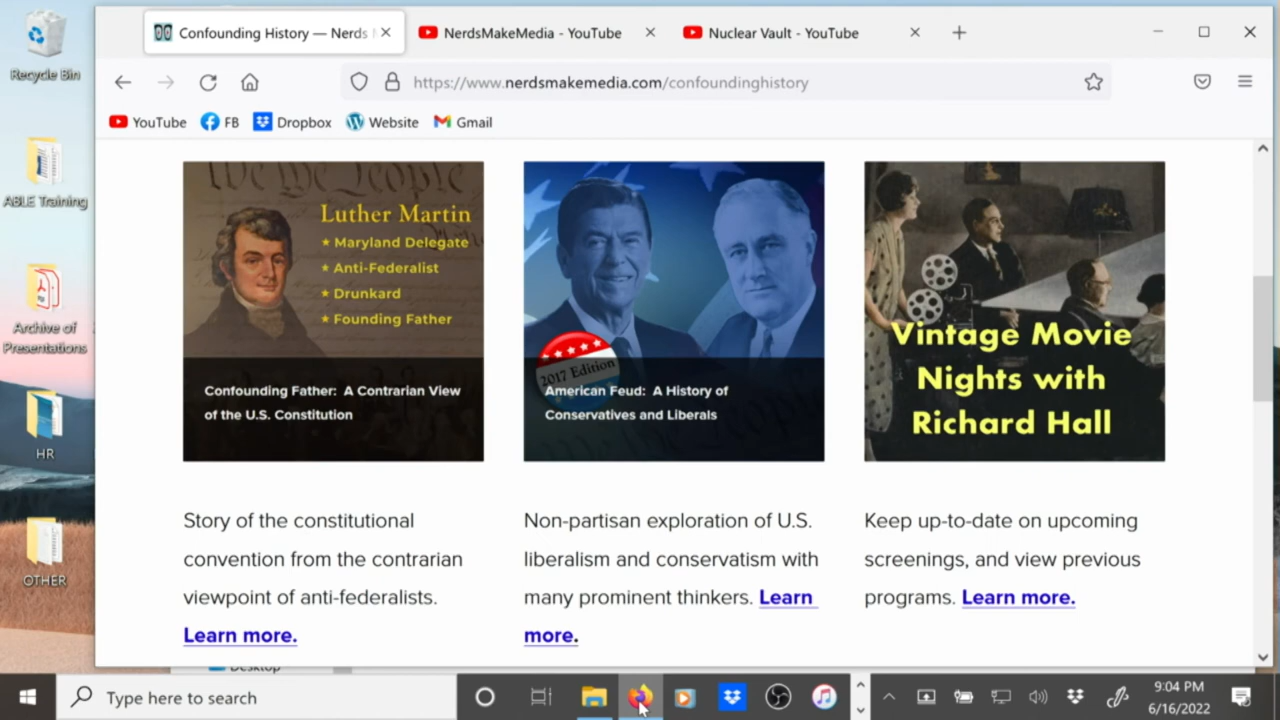 Recycle Bin
ABLE Training
Archive of
Presentations
HR
OTHER
Confounding History — Nerds
NerdsMakeMedia - YouTube
Nuclear Vault - YouTube
https://www.nerdsmakemedia.com/confoundinghistory
YouTube
FB
Dropbox
Website
Gmail
We the People
Luther Martin
★ Maryland Delegate
★ Anti-Federalist
★ Drunkard
★ Founding Father
Confounding Father: A Contrarian View
of the U.S. Constitution
2017 Edition
American Feud: A History of
Conservatives and Liberals
Vintage Movie
Nights with
Richard Hall
Story of the constitutional
convention from the contrarian
viewpoint of anti-federalists.
Learn more.
Non-partisan exploration of U.S.
liberalism and conservatism with
many prominent thinkers. Learn
more.
Keep up-to-date on upcoming
screenings, and view previous
programs. Learn more.
Desktop
Type here to search
9:04 PM
6/16/2022